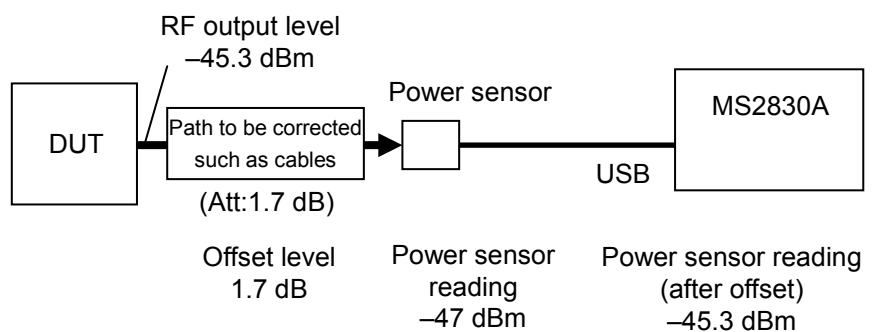 RF output level
–45.3 dBm
DUT
Path to be corrected
such as cables
(Att:1.7 dB)
Power sensor
USB
MS2830A
Offset level
1.7 dB
Power sensor
reading
–47 dBm
Power sensor reading
(after offset)
–45.3 dBm